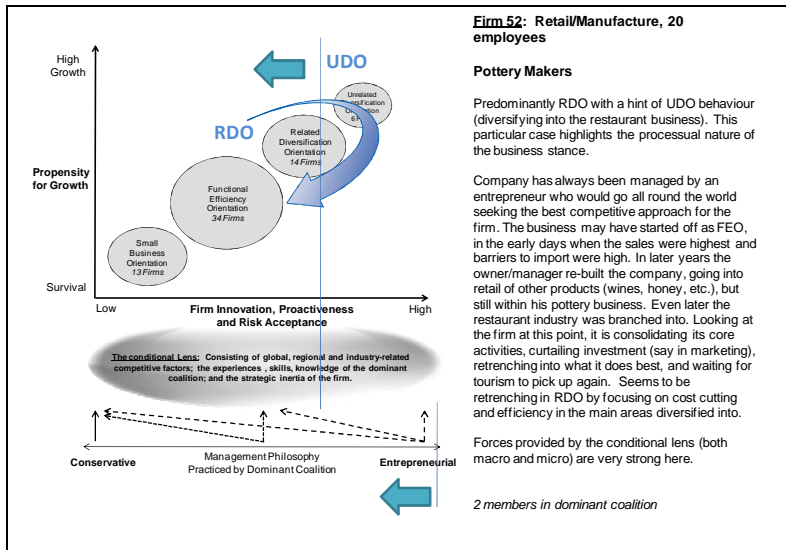 High
Growth
UDO
Unrelated
Diversification
RDO
Related
Diversification
Orientation
14 Firms
Propensity
for Growth
Functional
Efficiency
Orientation
34 Firms
Small
Business
Orientation
13 Firms
Survival
Low
Firm Innovation, Proactiveness
and Risk Acceptance
High
The conditional Lens: Consisting of global, regional and industry-related
competitive factors; the experiences , skills, knowledge of the dominant
coalition; and the strategic inertia of the firm.
Conservative
Management Philosophy
Practiced by Dominant Coalition
Entrepreneurial
Firm 52: Retail/Manufacture, 20
employees
Pottery Makers
Predominantly RDO with a hint of UDO behaviour
(diversifying into the restaurant business). This
particular case highlights the processual nature of
the business stance.
Company has always been managed by an
entrepreneur who would go all round the world
seeking the best competitive approach for the
firm. The business may have started off as FEO,
in the early days when the sales were highest and
barriers to import were high. In later years the
owner/manager re-built the company, going into
retail of other products (wines, honey, etc.), but
still within his pottery business. Even later the
restaurant industry was branched into. Looking at
the firm at this point, it is consolidating its core
activities, curtailing investment (say in marketing),
retrenching into what it does best, and waiting for
tourism to pick up again. Seems to be
retrenching in RDO by focusing on cost cutting
and efficiency in the main areas diversified into.
Forces provided by the conditional lens (both
macro and micro) are very strong here.
2 members in dominant coalition